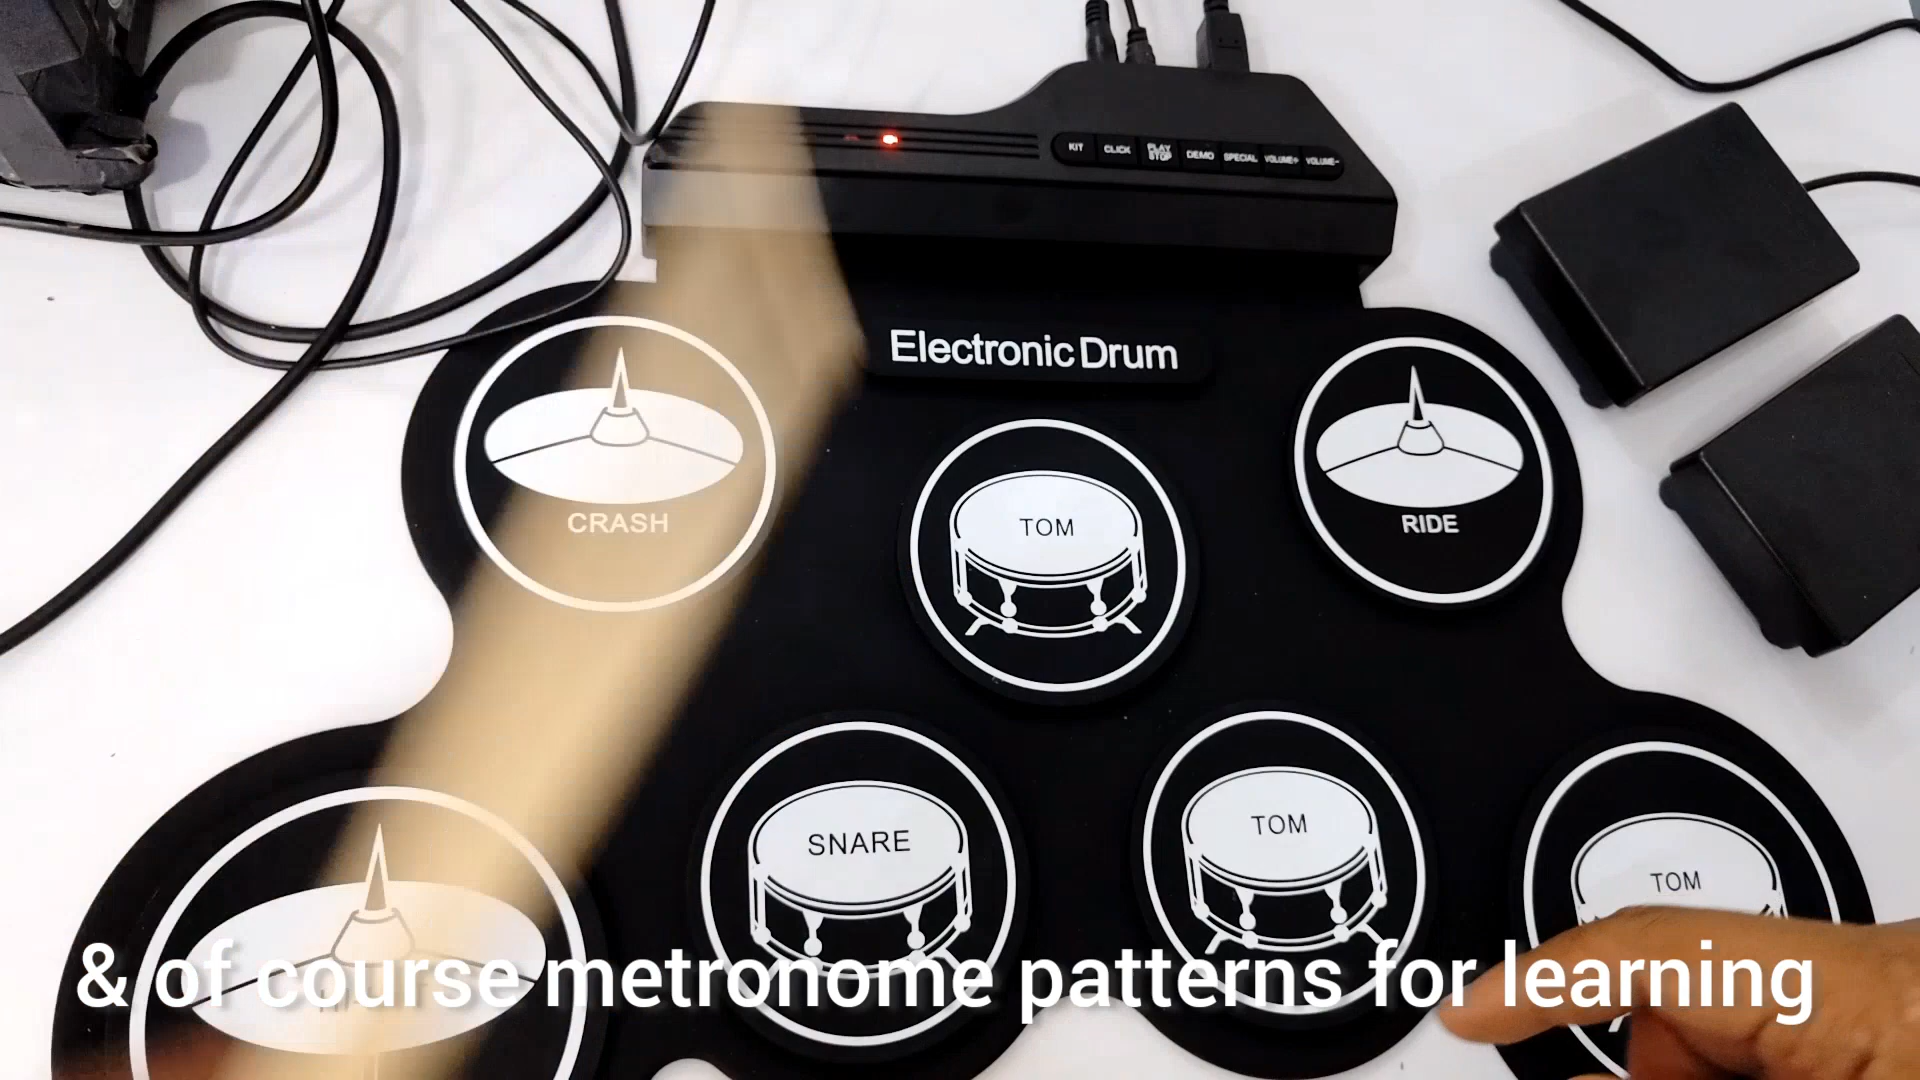 KIT CLICK PLAY STOP DEMO SPECIAL VOLUME+ VOLUME-
Electronic Drum
CRASH
TOM
RIDE
SNARE
TOM
TOM
& of course metronome patterns for learning